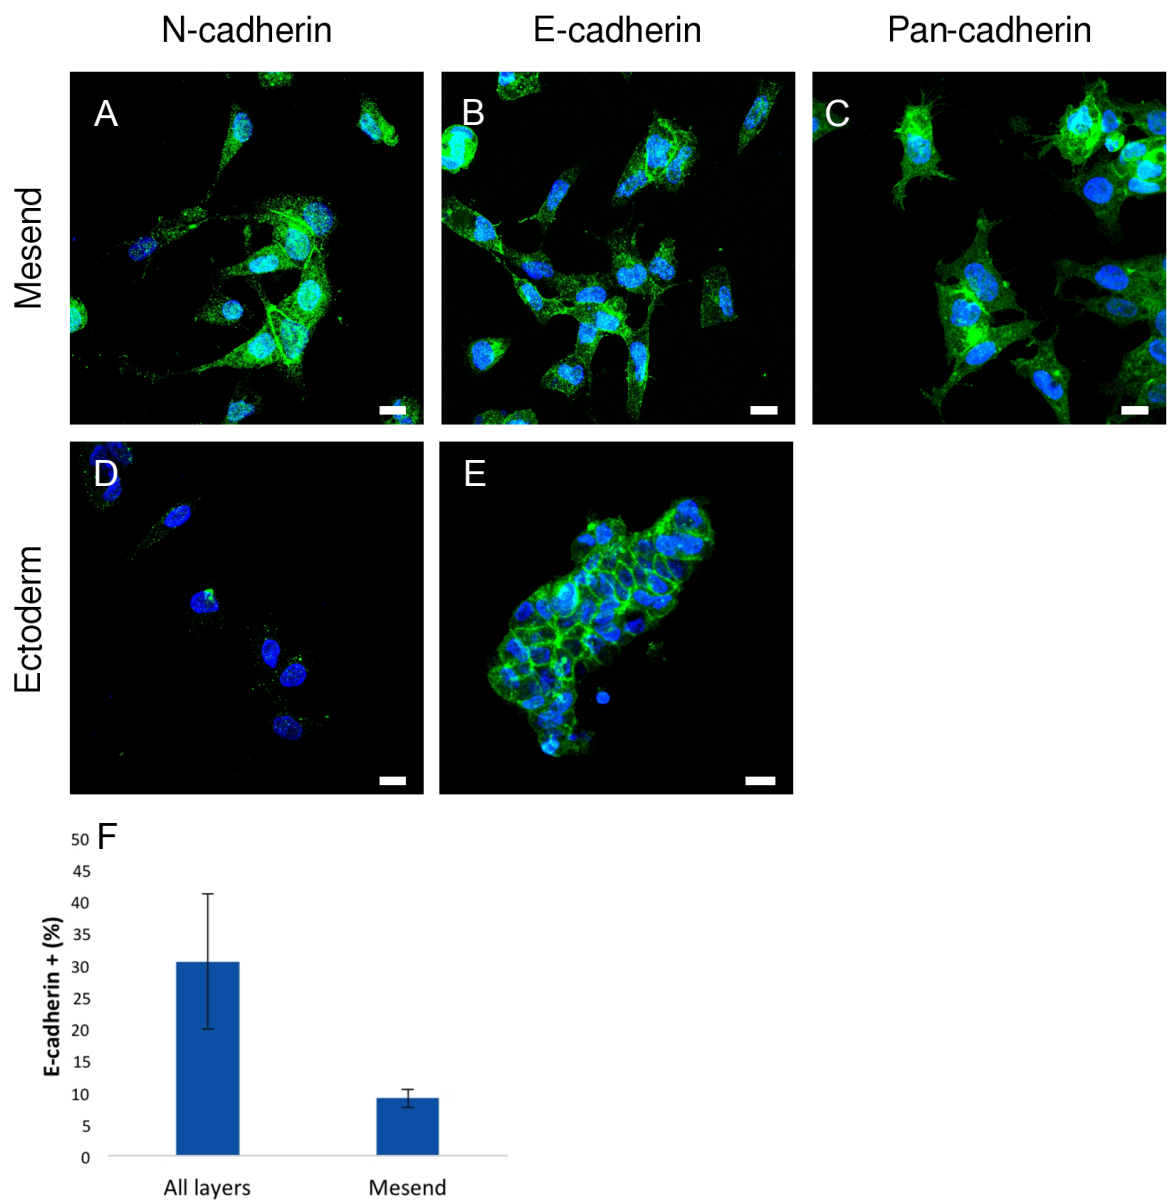 N-cadherin
E-cadherin
Pan-cadherin
Mesend
A
B
C
Ectoderm
D
E
F
E-cadherin + (%)
50
45
40
35
30
25
20
15
10
5
0
All layers
Mesend